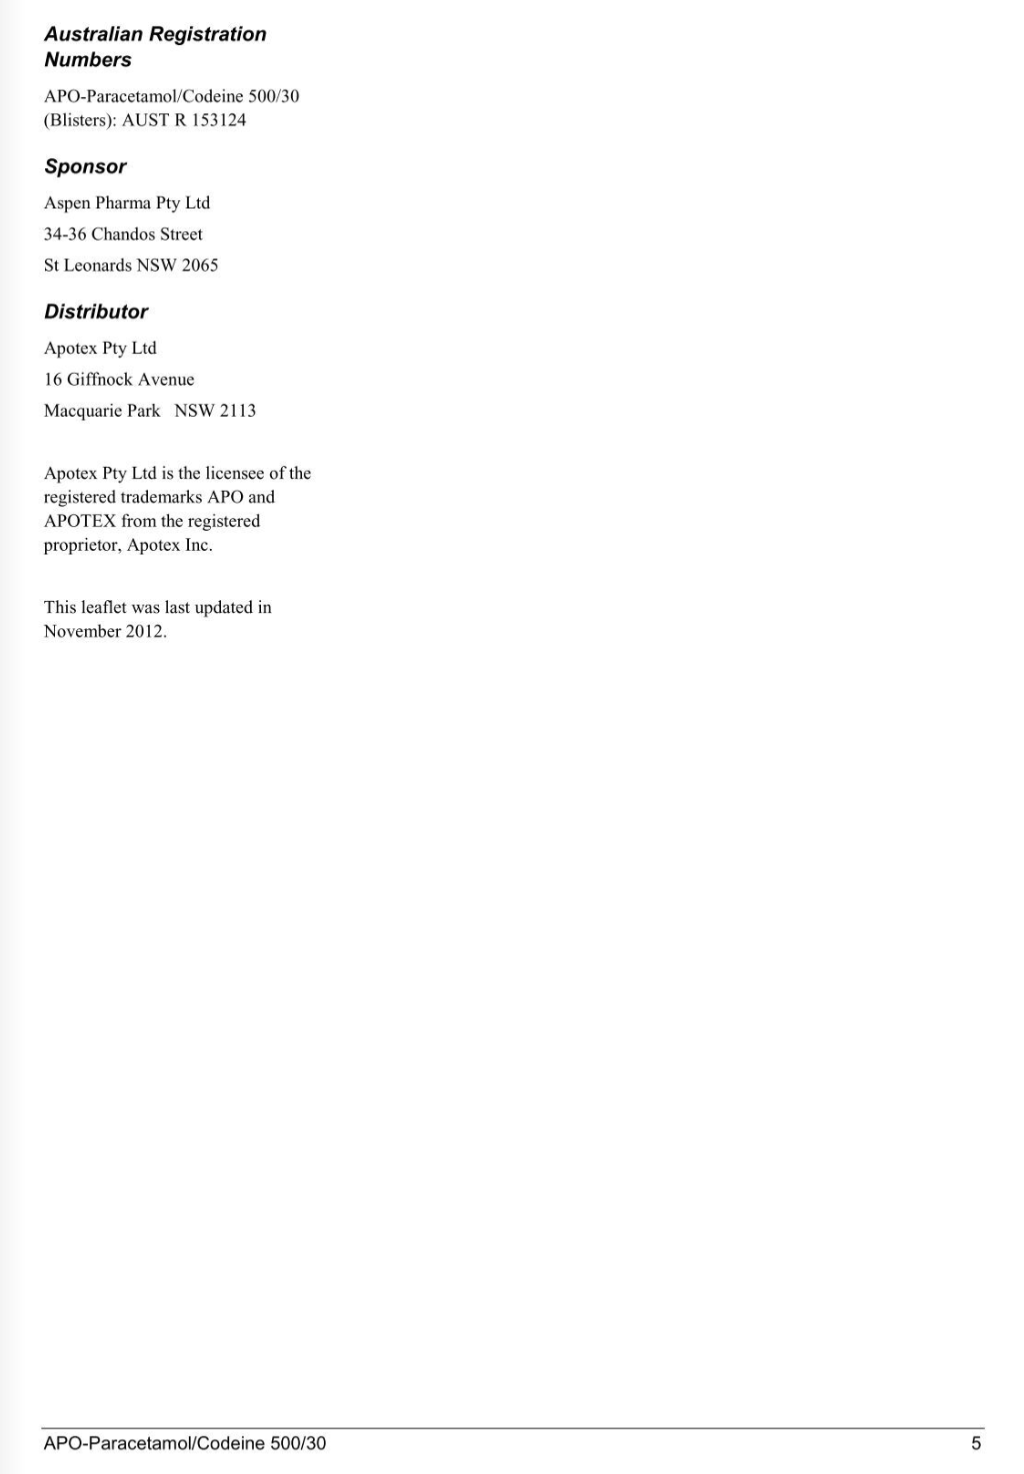 Australian Registration
Numbers
APO-Paracetamol/Codeine 500/30
(Blisters): AUST R 153124
Sponsor
Aspen Pharma Pty Ltd
34-36 Chandos Street
St Leonards NSW 2065
Distributor
Apotex Pty Ltd
16 Giffnock Avenue
Macquarie Park   NSW 2113
Apotex Pty Ltd is the licensee of the
registered trademarks APO and
APOTEX from the registered
proprietor, Apotex Inc.
This leaflet was last updated in
November 2012.
APO-Paracetamol/Codeine 500/30 5